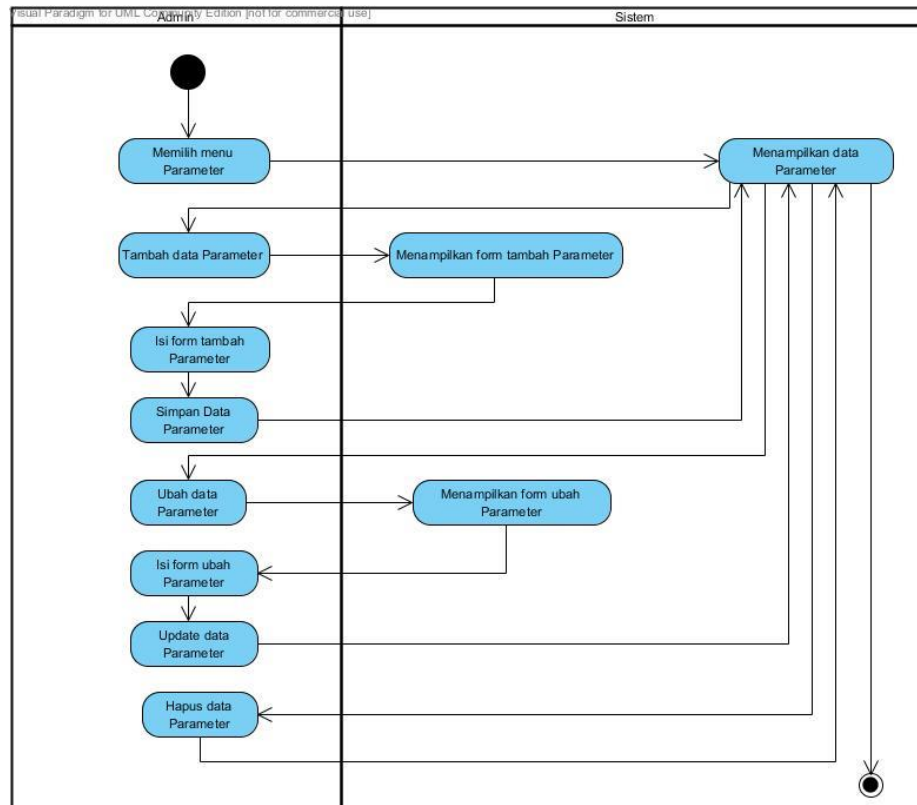 Visual Paradigm for UML Community Edition [not for commercial use]
Admin
Sistem
Memilih menu
Parameter
Menampilkan data
Parameter
Tambah data Parameter
Menampilkan form tambah Parameter
Isi form tambah
Parameter
Simpan Data
Parameter
Ubah data
Parameter
Menampilkan form ubah
Parameter
Isi form ubah
Parameter
Update data
Parameter
Hapus data
Parameter